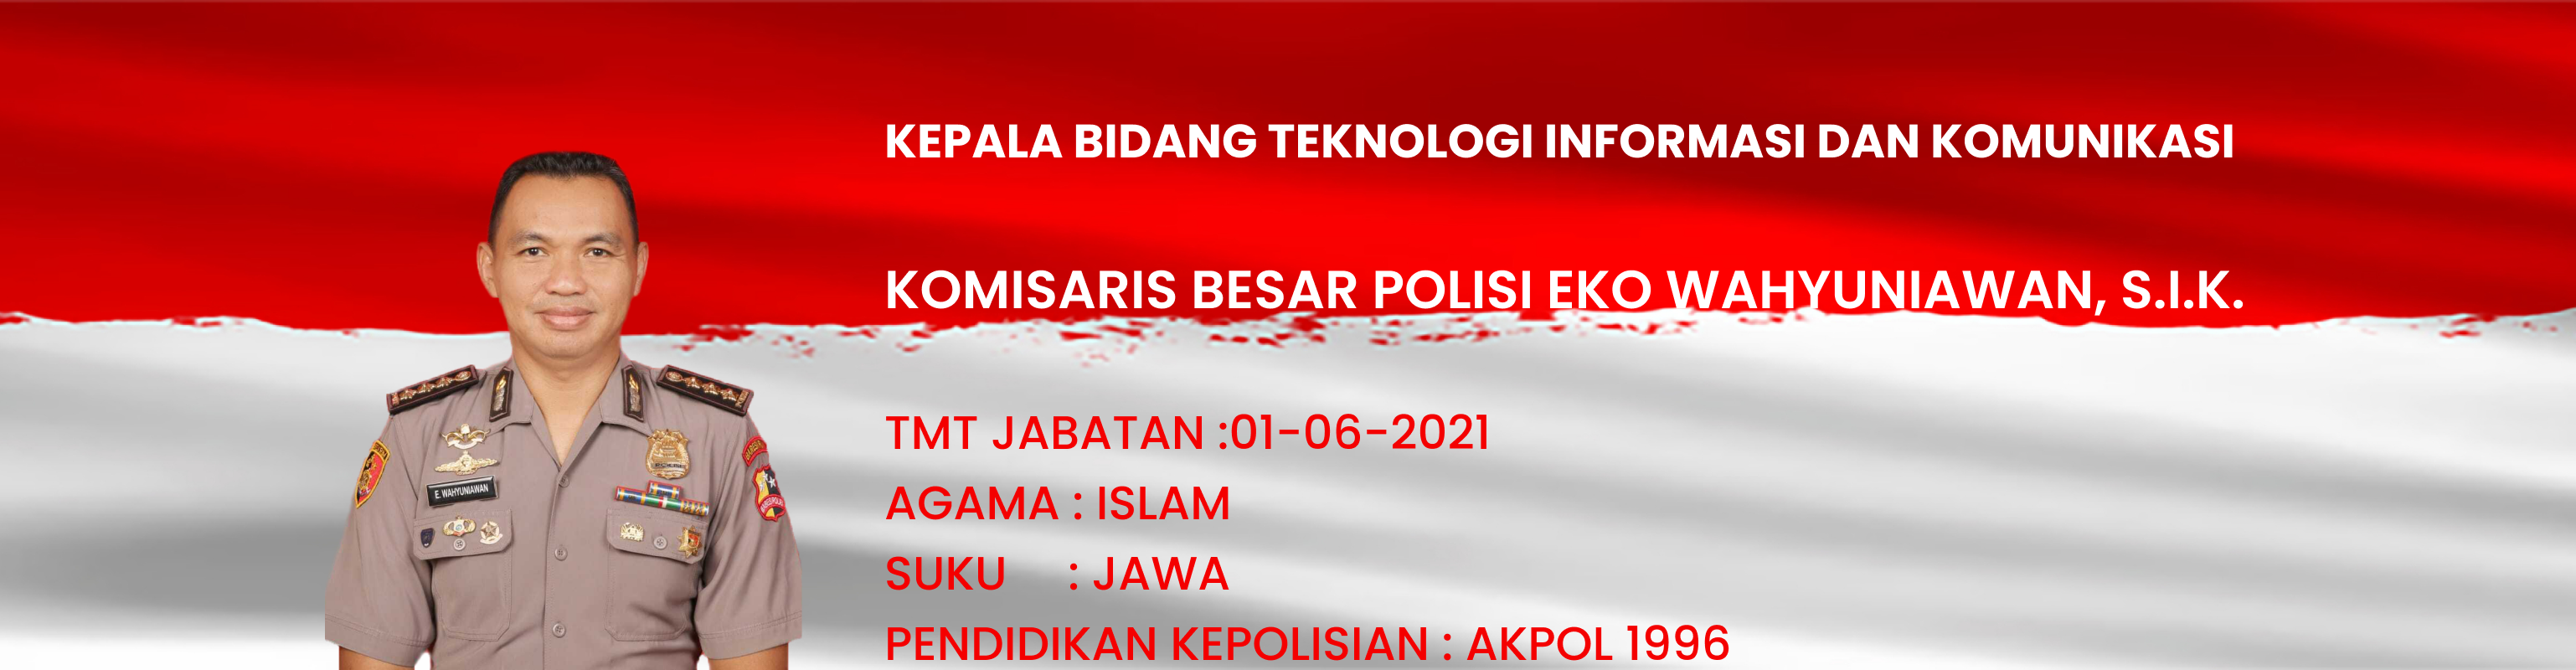 KEPALA BIDANG TEKNOLOGI INFORMASI DAN KOMUNIKASI
KOMISARIS BESAR POLISI EKO WAHYUNIAWAN, S.I.K.
TMT JABATAN :01-06-2021
AGAMA : ISLAM
SUKU : JAWA
PENDIDIKAN KEPOLISIAN : AKPOL 1996
E. WAHYUNIAWAN